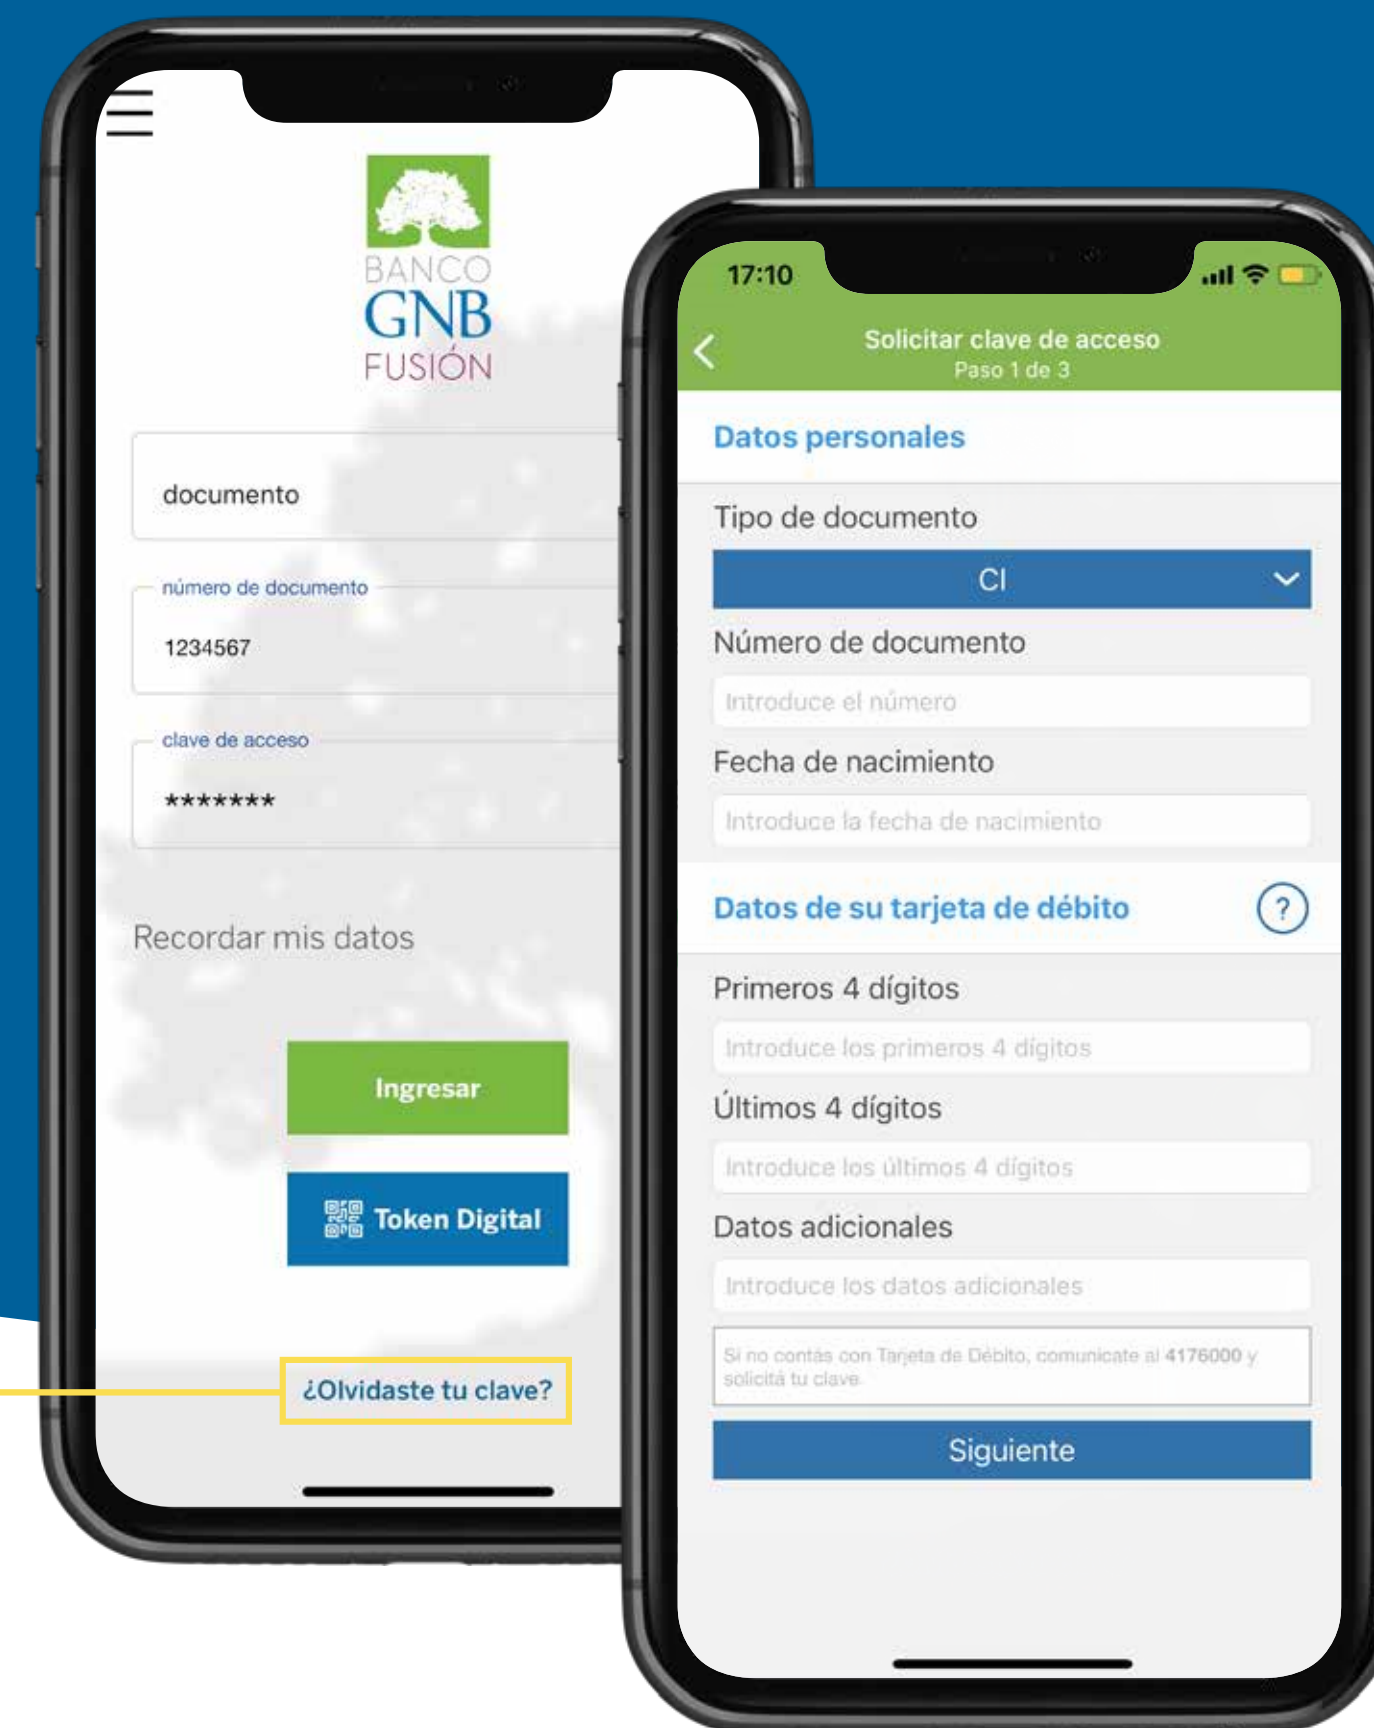 BANCO
GNB
FUSIÓN
documento
número de documento
1234567
clave de acceso
*******
Recordar mis datos
Ingresar
Token Digital
¿Olvidaste tu clave?
17:10
Solicitar clave de acceso
Paso 1 de 3
Datos personales
Tipo de documento
CI
Número de documento
Introduce el número
Fecha de nacimiento
Introduce la fecha de nacimiento
Datos de su tarjeta de débito
?
Primeros 4 dígitos
Introduce los primeros 4 dígitos
Últimos 4 dígitos
Introduce los últimos 4 dígitos
Datos adicionales
Introduce los datos adicionales
Si no contás con Tarjeta de Débito, comunicate al 4176000 y
solicitá tu clave.
Siguiente